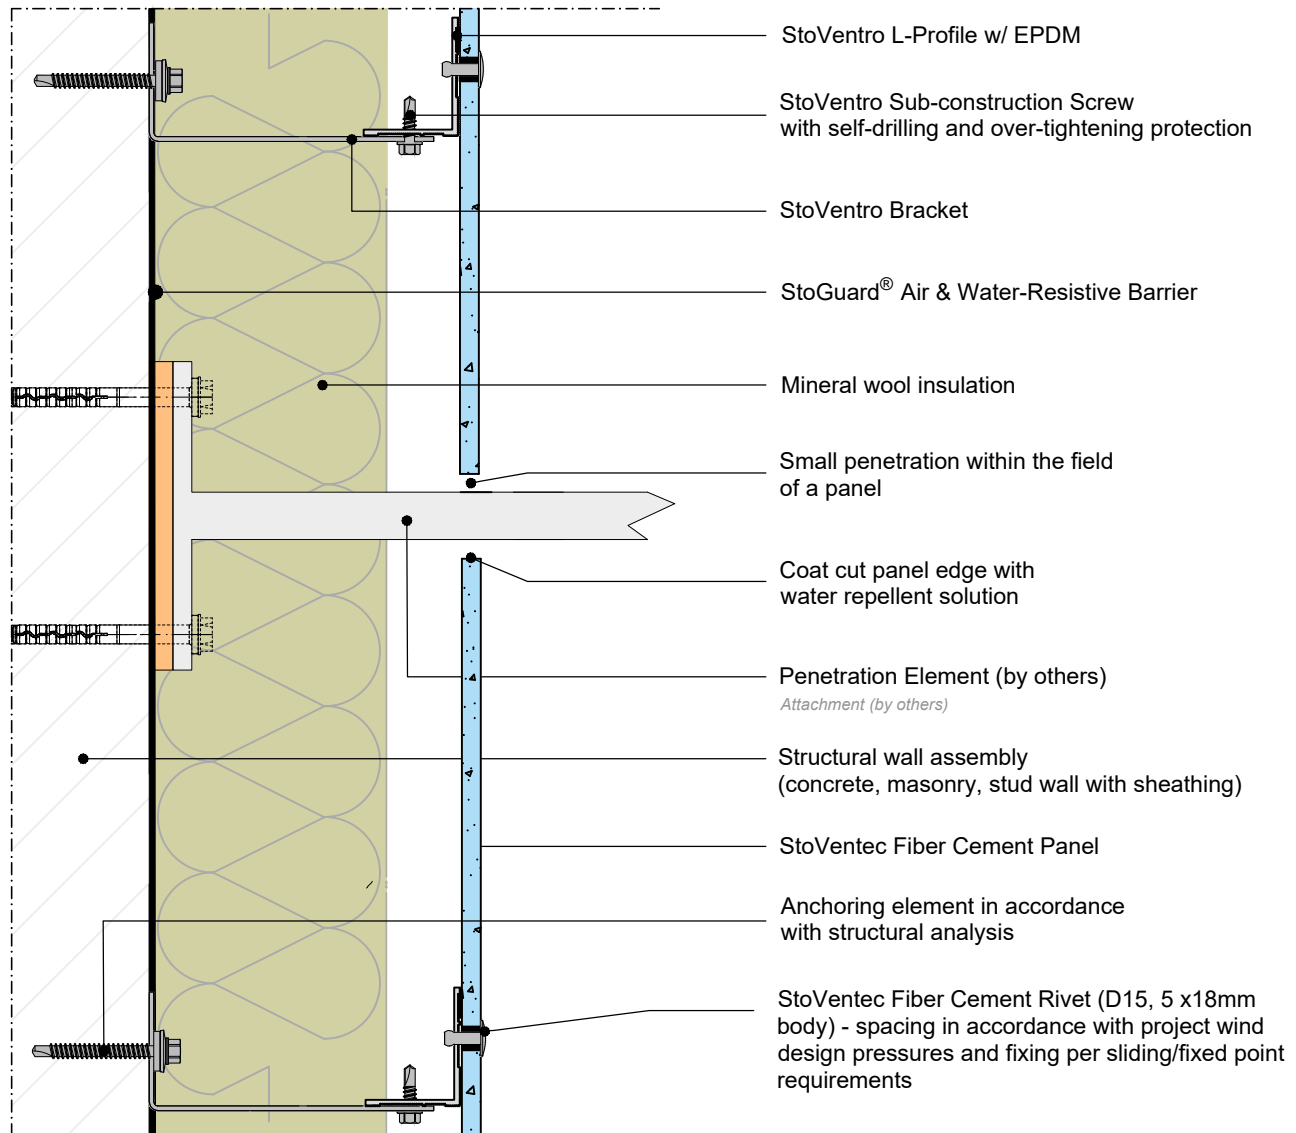 StoVentro L-Profile w/ EPDM
StoVentro Sub-construction Screw
with self-drilling and over-tightening protection
StoVentro Bracket
StoGuard® Air & Water-Resistive Barrier
Mineral wool insulation
Small penetration within the field
of a panel
Coat cut panel edge with
water repellent solution
Penetration Element (by others)
Attachment (by others)
Structural wall assembly
(concrete, masonry, stud wall with sheathing)
StoVentec Fiber Cement Panel
Anchoring element in accordance
with structural analysis
StoVentec Fiber Cement Rivet (D15, 5 x18mm
body) - spacing in accordance with project wind
design pressures and fixing per sliding/fixed point
requirements